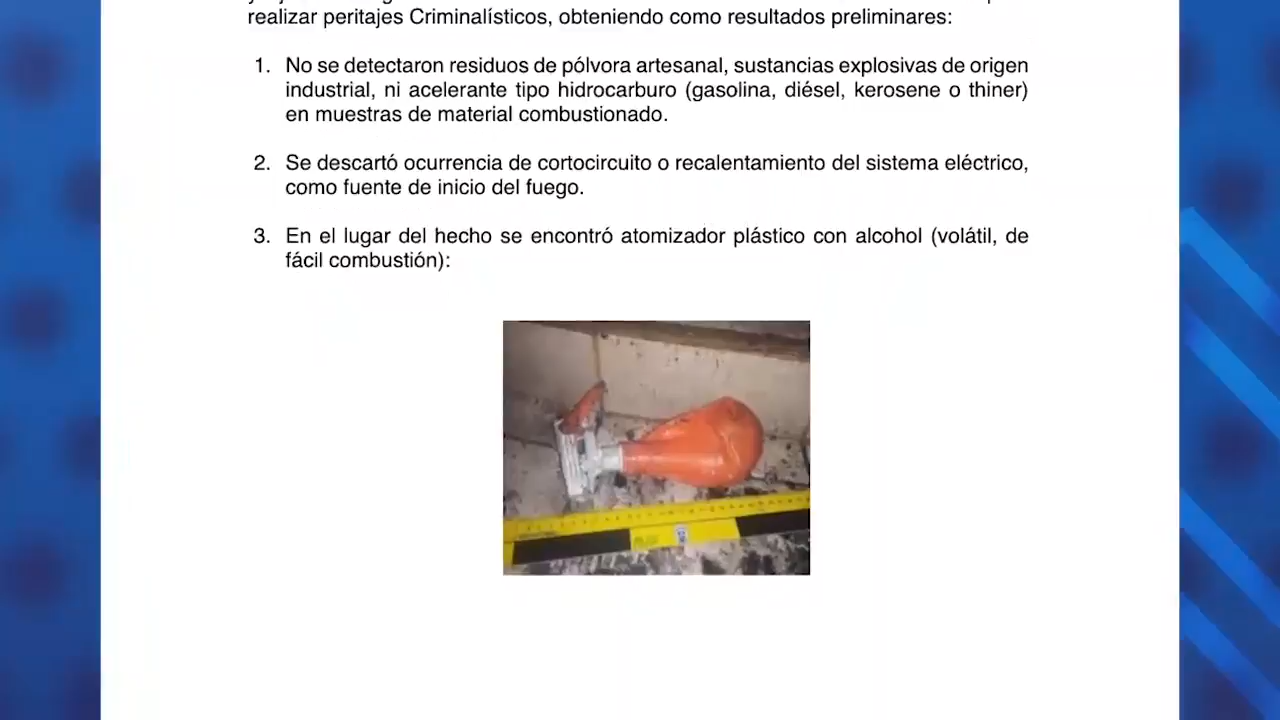 realizar peritajes Criminalísticos, obteniendo como resultados preliminares:
1. No se detectaron residuos de pólvora artesanal, sustancias explosivas de origen
industrial, ni acelerante tipo hidrocarburo (gasolina, diésel, kerosene o thiner)
en muestras de material combustionado.
2. Se descartó ocurrencia de cortocircuito o recalentamiento del sistema eléctrico,
como fuente de inicio del fuego.
3. En el lugar del hecho se encontró atomizador plástico con alcohol (volátil, de
fácil combustión):